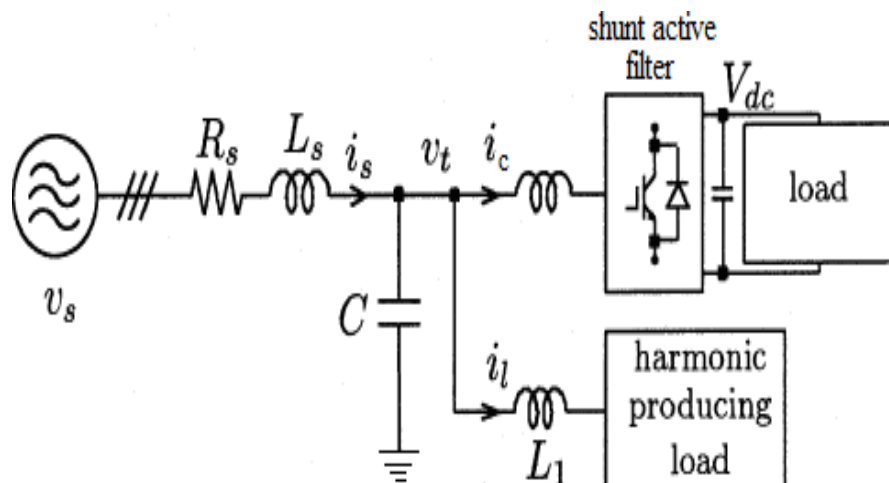 shunt active
filter
V_dc
R_s
L_s
i_s
v_t
i_c
load
v_s
C
i_l
L_1
harmonic
producing
load